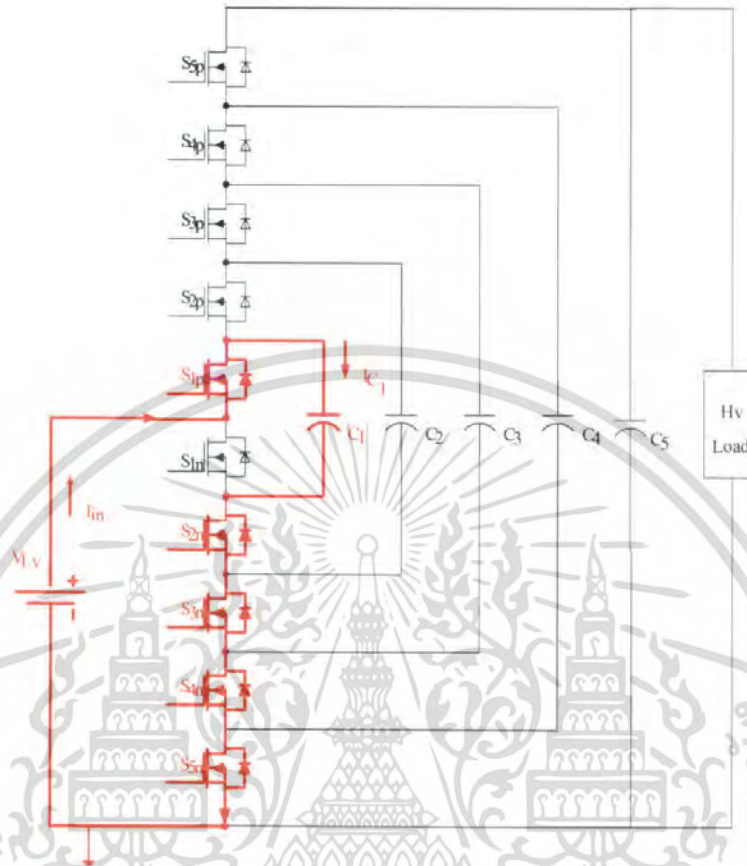 S5p
S4p
S3p
S2p
S1p
IC1
C1
C2
C3
C4
C5
Hv
Load
S1n
Iin
S2n
VLV
+
S3n
S4n
S5n